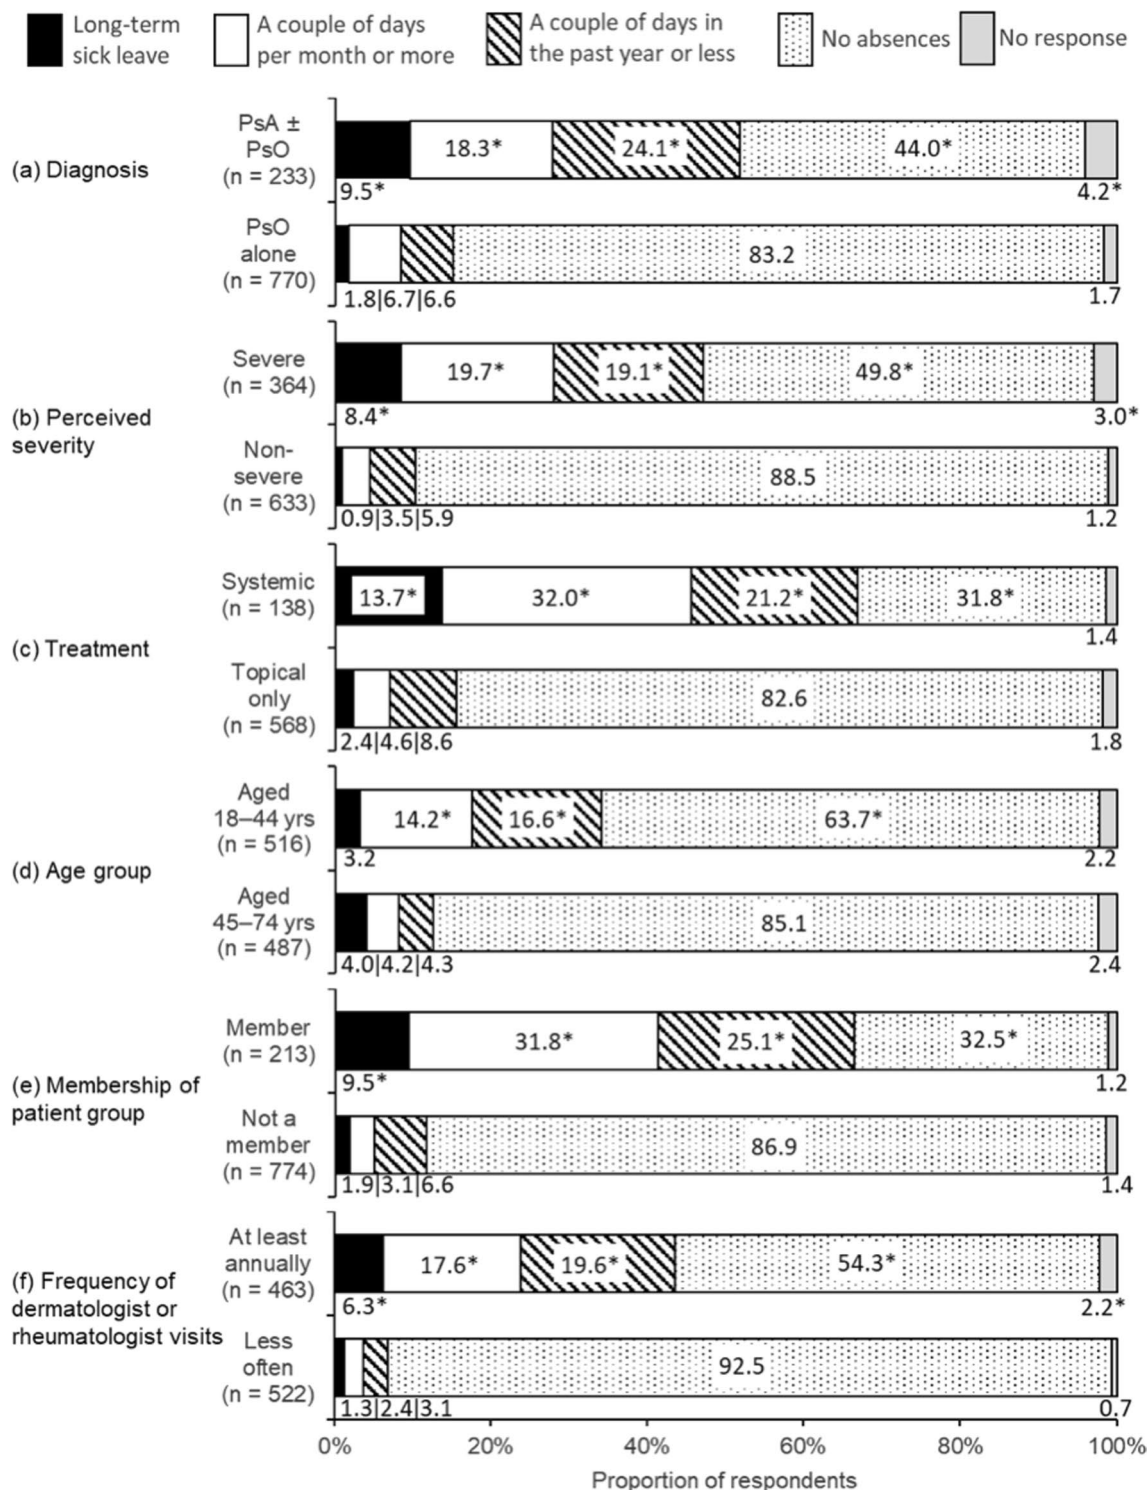 Long-term
sick leave
A couple of days
per month or more
A couple of days in
the past year or less
No absences
No response
(a) Diagnosis
PsA ±
PsO
(n = 233)
18.3*
24.1*
44.0*
9.5*
4.2*
PsO
alone
(n = 770)
83.2
1.8|6.7|6.6
1.7
(b) Perceived
severity
Severe
(n = 364)
19.7*
19.1*
49.8*
8.4*
3.0*
Non-
severe
(n = 633)
88.5
0.9|3.5|5.9
1.2
(c) Treatment
Systemic
(n = 138)
13.7*
32.0*
21.2*
31.8*
1.4
Topical
only
(n = 568)
82.6
2.4|4.6|8.6
1.8
(d) Age group
Aged
18–44 yrs
(n = 516)
14.2*
16.6*
63.7*
3.2
2.2
Aged
45–74 yrs
(n = 487)
85.1
4.0|4.2|4.3
2.4
(e) Membership of
patient group
Member
(n = 213)
31.8*
25.1*
32.5*
9.5*
1.2
Not a
member
(n = 774)
86.9
1.9|3.1|6.6
1.4
(f) Frequency of
dermatologist or
rheumatologist visits
At least
annually
(n = 463)
17.6*
19.6*
54.3*
6.3*
2.2*
Less
often
(n = 522)
92.5
1.3|2.4|3.1
0.7
0%
20%
40%
60%
80%
100%
Proportion of respondents